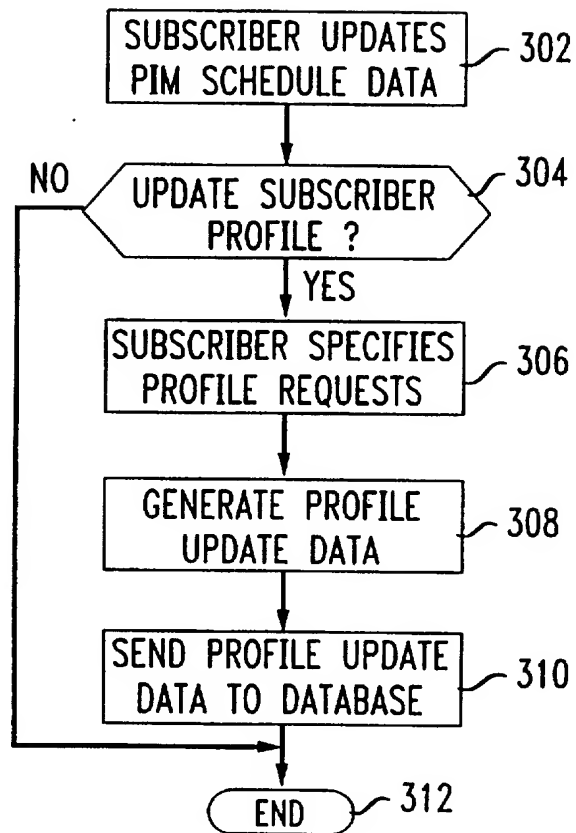 SUBSCRIBER UPDATES
PIM SCHEDULE DATA
302
NO
UPDATE SUBSCRIBER
PROFILE ?
304
YES
SUBSCRIBER SPECIFIES
PROFILE REQUESTS
306
GENERATE PROFILE
UPDATE DATA
308
SEND PROFILE UPDATE
DATA TO DATABASE
310
END
312